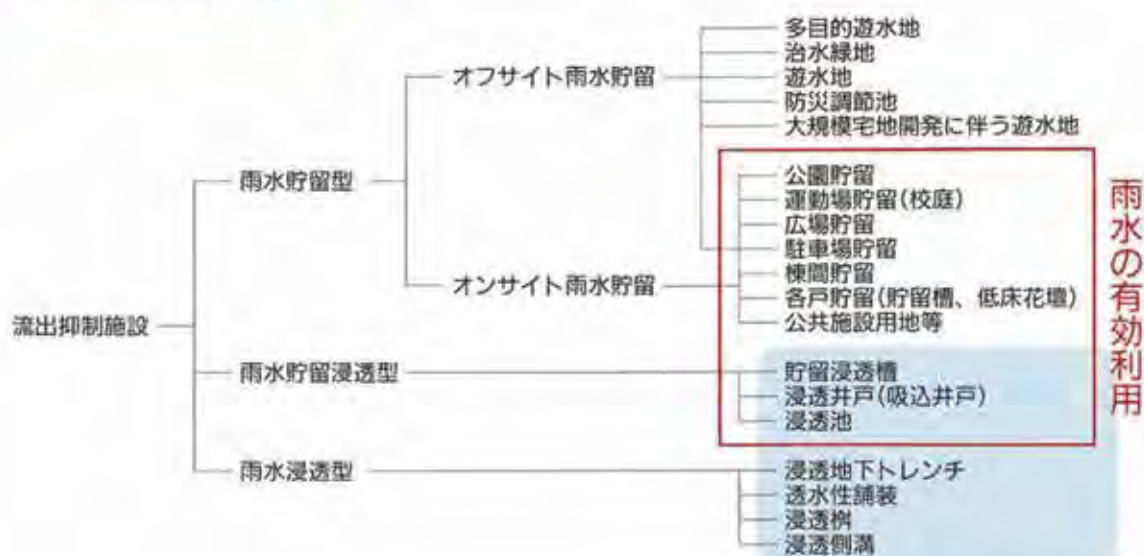 オフサイト雨水貯留
多目的遊水地
治水緑地
遊水地
防災調節池
大規模宅地開発に伴う遊水地
雨水貯留型
オンサイト雨水貯留
公園貯留
運動場貯留(校庭)
広場貯留
駐車場貯留
棟間貯留
各戸貯留(貯留槽、低床花壇)
公共施設用地等
流出抑制施設
雨水貯留浸透型
貯留浸透槽
浸透井戸(吸込井戸)
浸透池
雨水浸透型
浸透地下トレンチ
透水性舗装
浸透桝
浸透側溝
雨水の有効利用